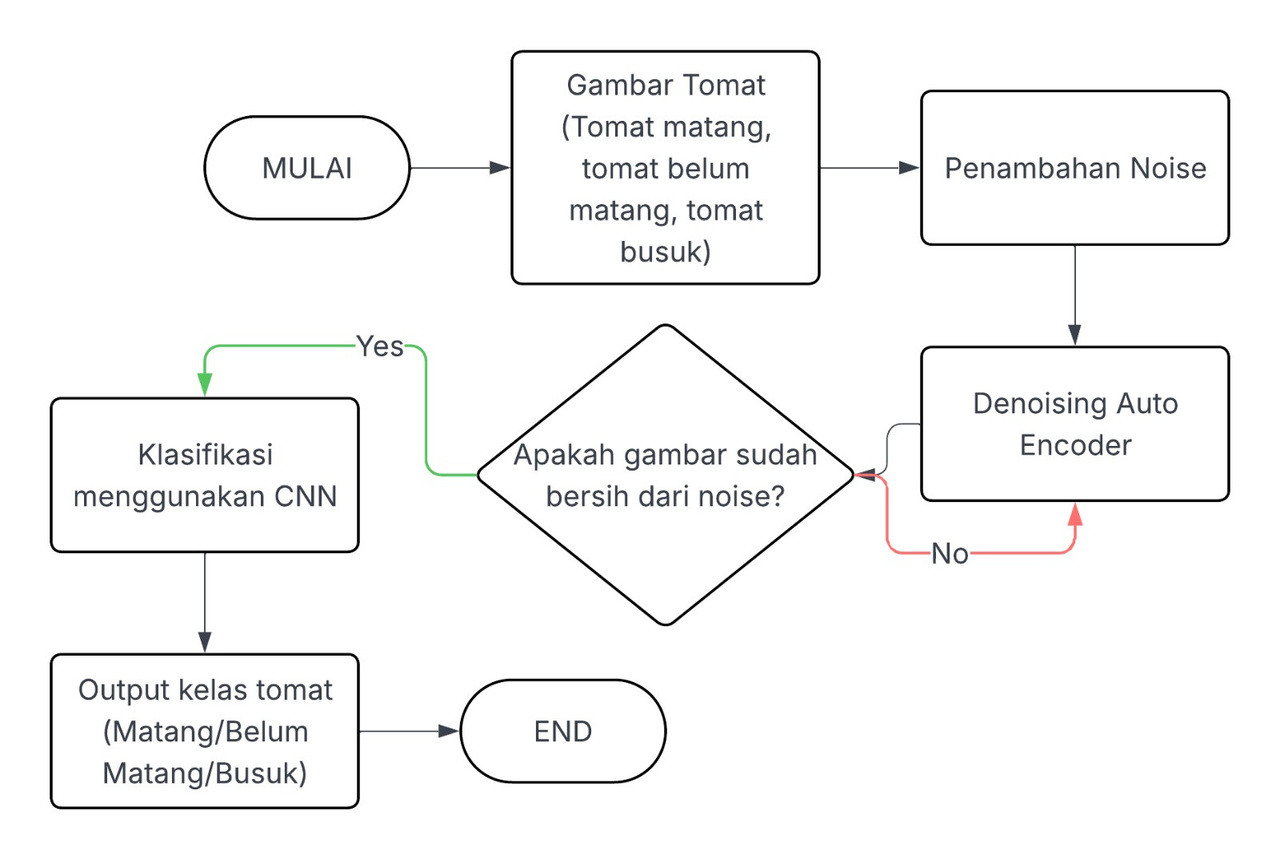 MULAI
Gambar Tomat
(Tomat matang,
tomat belum
matang, tomat
busuk)
Penambahan Noise
Denoising Auto
Encoder
Apakah gambar sudah
bersih dari noise?
No
Yes
Klasifikasi
menggunakan CNN
Output kelas tomat
(Matang/Belum
Matang/Busuk)
END